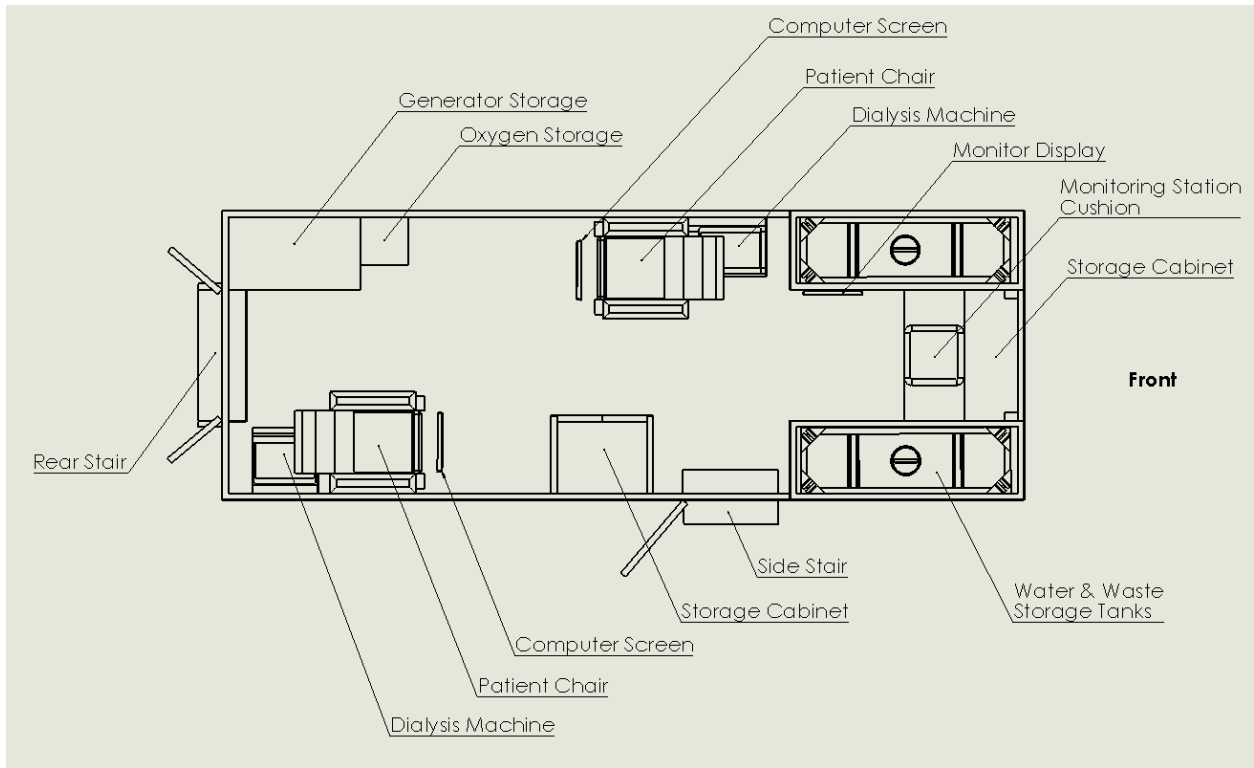 Computer Screen
Patient Chair
Generator Storage
Dialysis Machine
Oxygen Storage
Monitor Display
Monitoring Station
Cushion
Storage Cabinet
Front
Rear Stair
Side Stair
Water & Waste
Storage Tanks
Storage Cabinet
Computer Screen
Patient Chair
Dialysis Machine